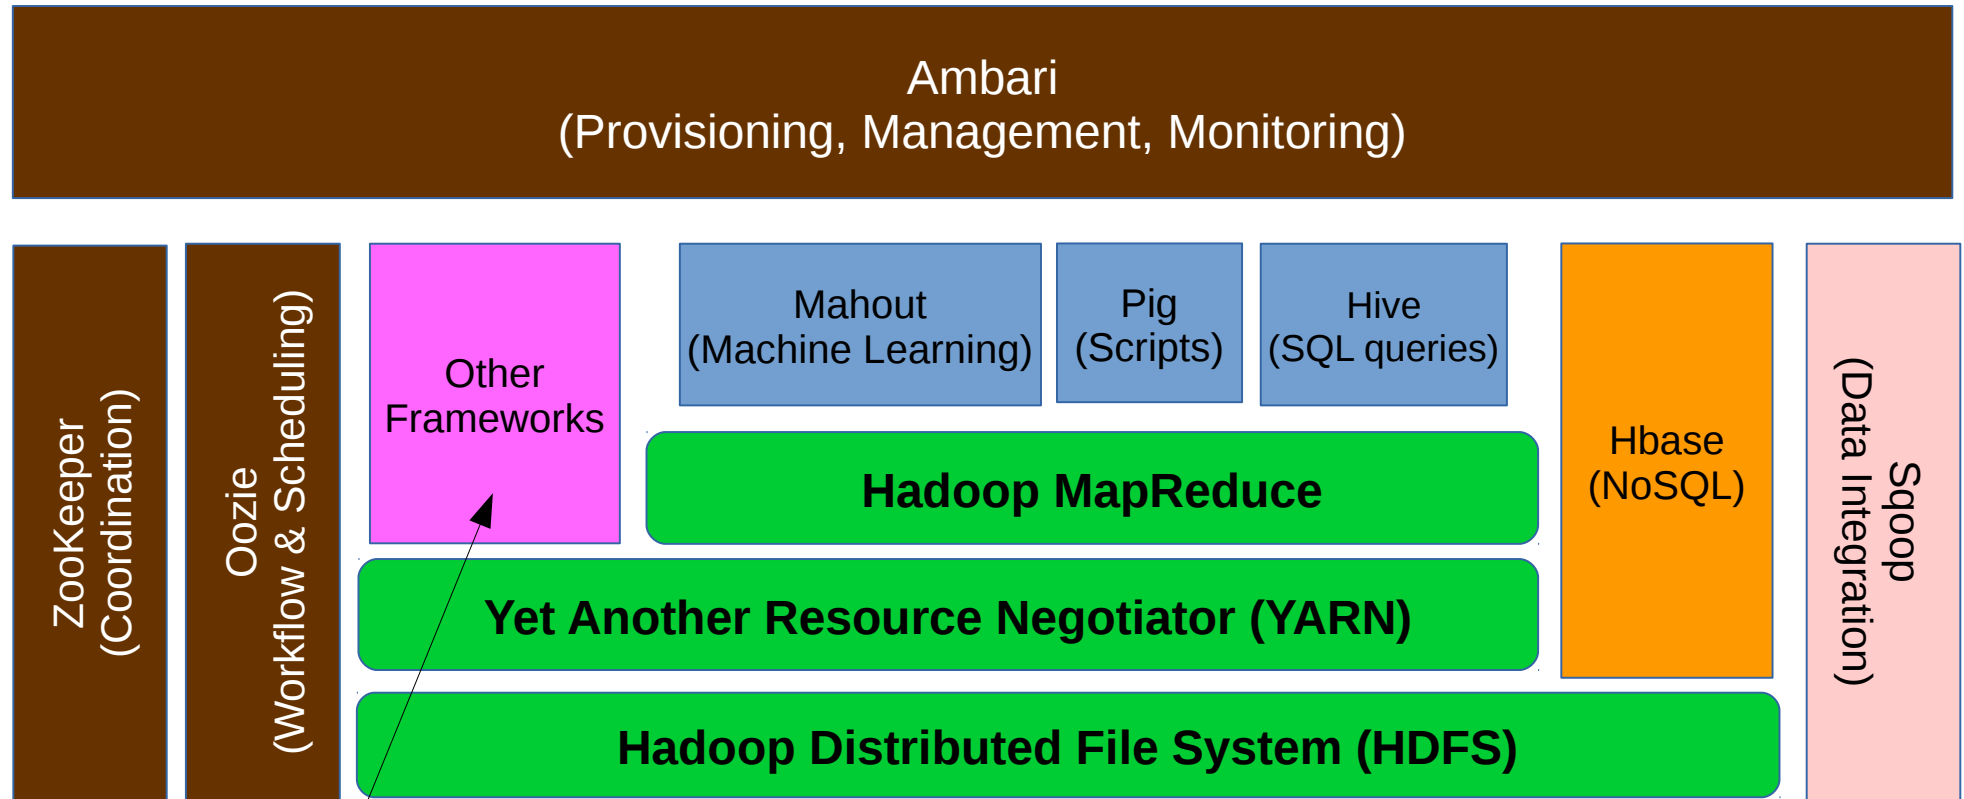 Ambari
(Provisioning, Management, Monitoring)
ZooKeeper
(Coordination)
Oozie
(Workflow & Scheduling)
Other
Frameworks
Mahout
(Machine Learning)
Pig
(Scripts)
Hive
(SQL queries)
Hbase
(NoSQL)
Sqoop
(Data Integration)
Hadoop MapReduce
Yet Another Resource Negotiator (YARN)
Hadoop Distributed File System (HDFS)